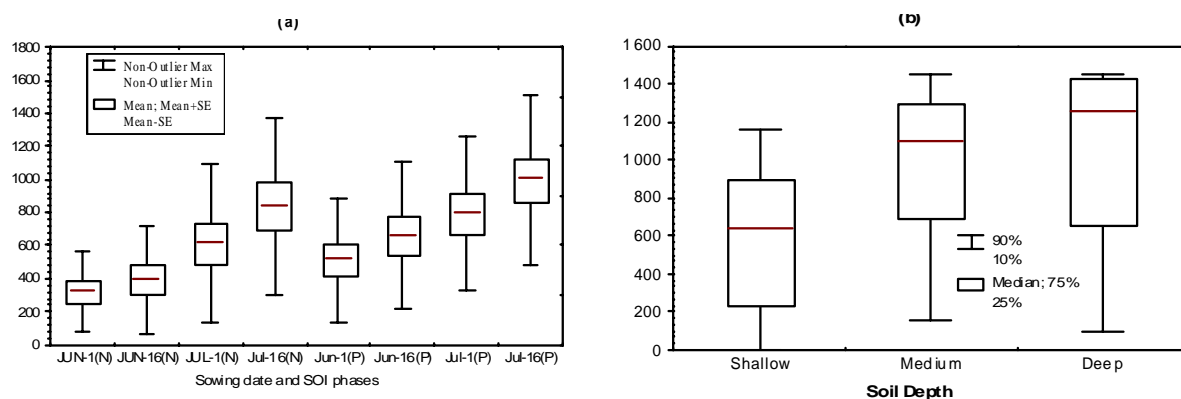 (a)
1800
1600
1400
1200
1000
800
600
400
200
0
Non-Outlier Max
Non-Outlier Min
Mean; Mean+SE
Mean-SE
JUN-1(N) JUN-16(N) JUL-1(N) Jul-16(N) Jun-1(P) Jun-16(P) Jul-1(P) Jul-16(P)
Sowing date and SOI phases
(b)
1 600
1 400
1 200
1 000
800
600
400
200
0
90%
10%
Median; 75%
25%
Shallow Medium Deep
Soil Depth